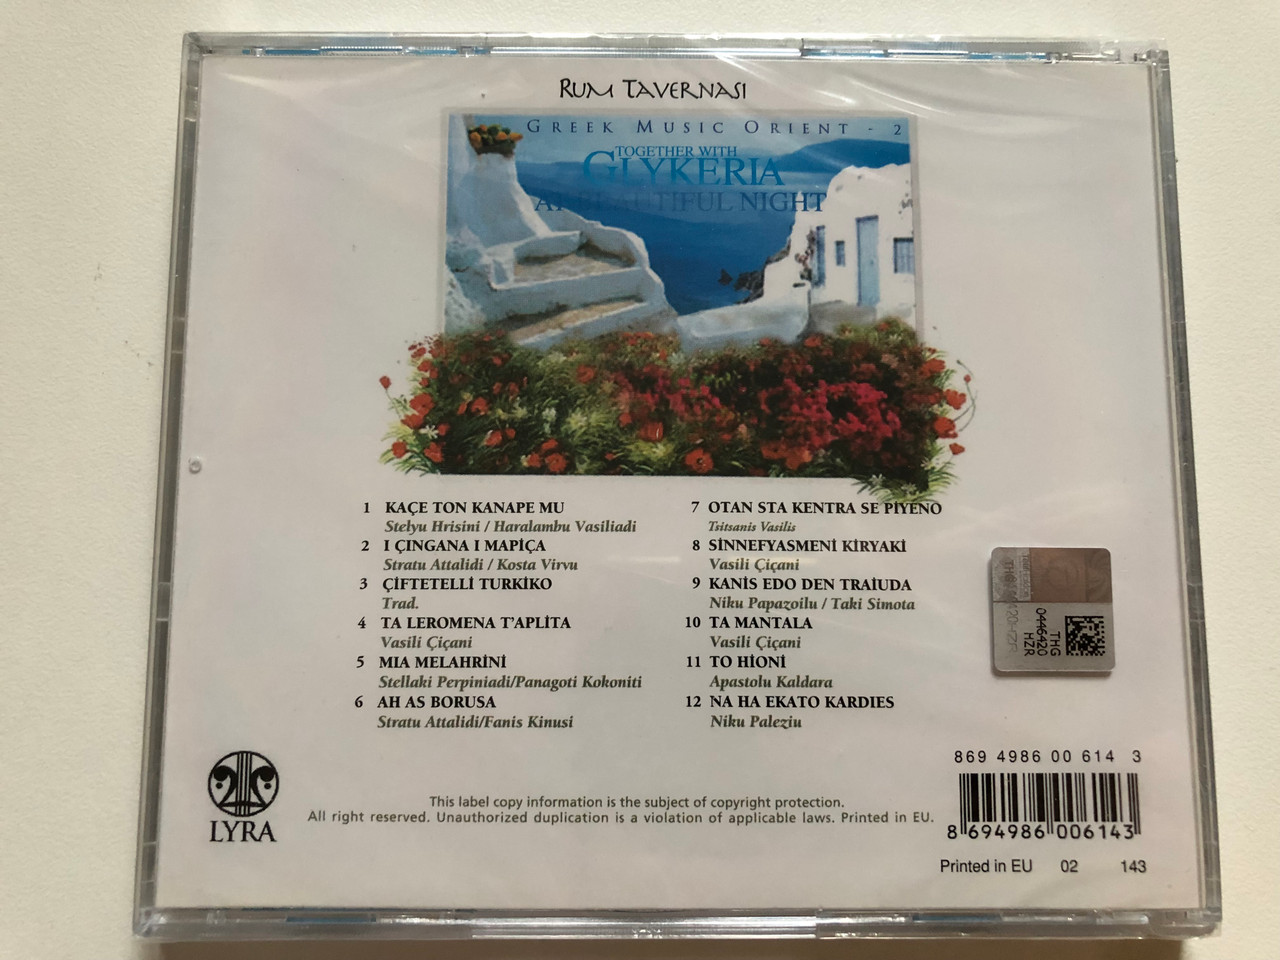 RUM TAVERNASI
GREEK MUSIC ORIENT - 2
TOGETHER WITH
GLYKERIA
BEAUTIFUL NIGHT
1 KAÇE TON KANAPE MU
Stelyu Hrisini / Haralambu Vasiliadi
2 I ÇINGANA I MAPİÇA
Stratu Attalidi / Kosta Virvu
3 ÇİFTETELLİ TURKİKO
Trad.
4 TA LEROMENA T'APLİTA
Vasili Çiçani
5 MIA MELAHRİNİ
Stellaki Perpiniadi/Panagoti Kokoniti
6 AH AS BORUSA
Stratu Attalidi/Fanis Kinusi
7 OTAN STA KENTRA SE PİYENO
Tsitsanis Vasilis
8 SİNNEFYASMENİ KİRYAKİ
Vasili Çiçani
9 KANİS EDO DEN TRAİUDA
Niku Papazoilu / Taki Simota
10 TA MANTALA
Vasili Çiçani
11 TO HİONİ
Apastolu Kaldara
12 NA HA EKATO KARDIES
Niku Paleziu
THG
0446420
HZR
LYRA
This label copy information is the subject of copyright protection.
All right reserved. Unauthorized duplication is a violation of applicable laws. Printed in EU.
869 4986 00 614 3
8 694986 006143
Printed in EU 02 143